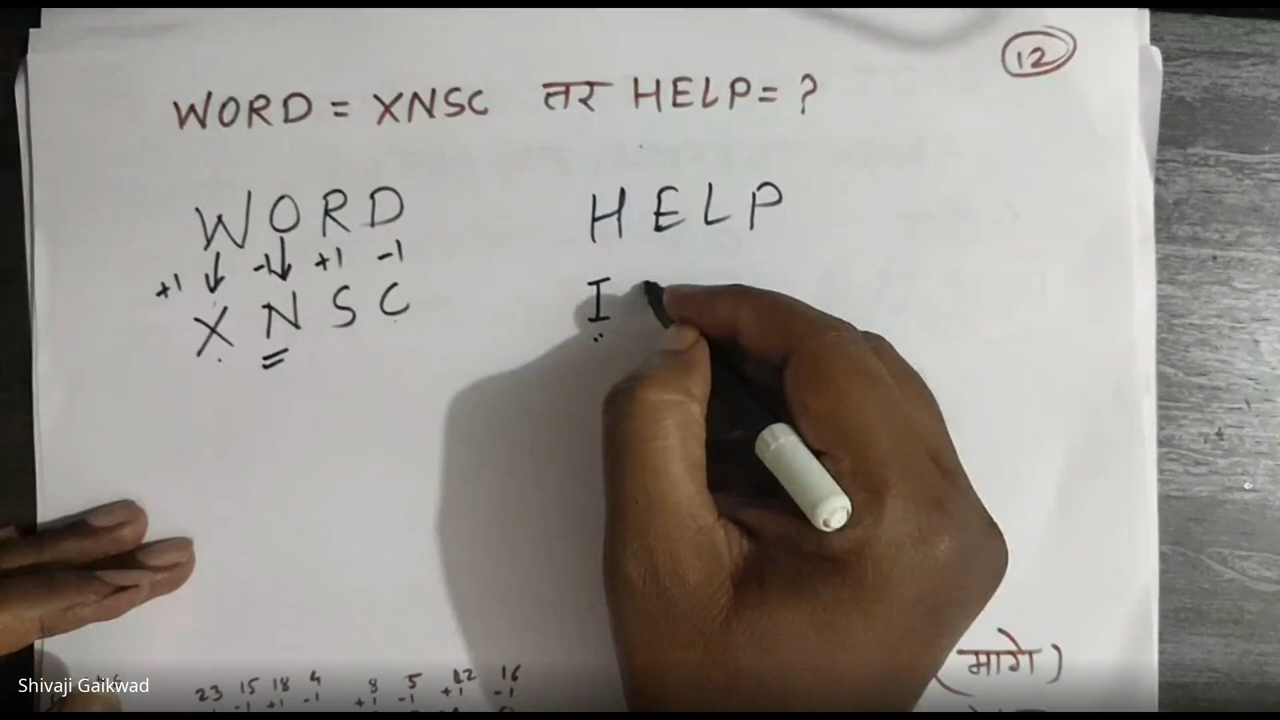 12
WORD = XNSC तर HELP = ?
WORD HELP
+1 -1 +1 -1
XNSC I
(मागे)
23 15 18 4 8 5 12 16
-1 +1 -1 +1 -1 +1 -1
Shivaji Gaikwad